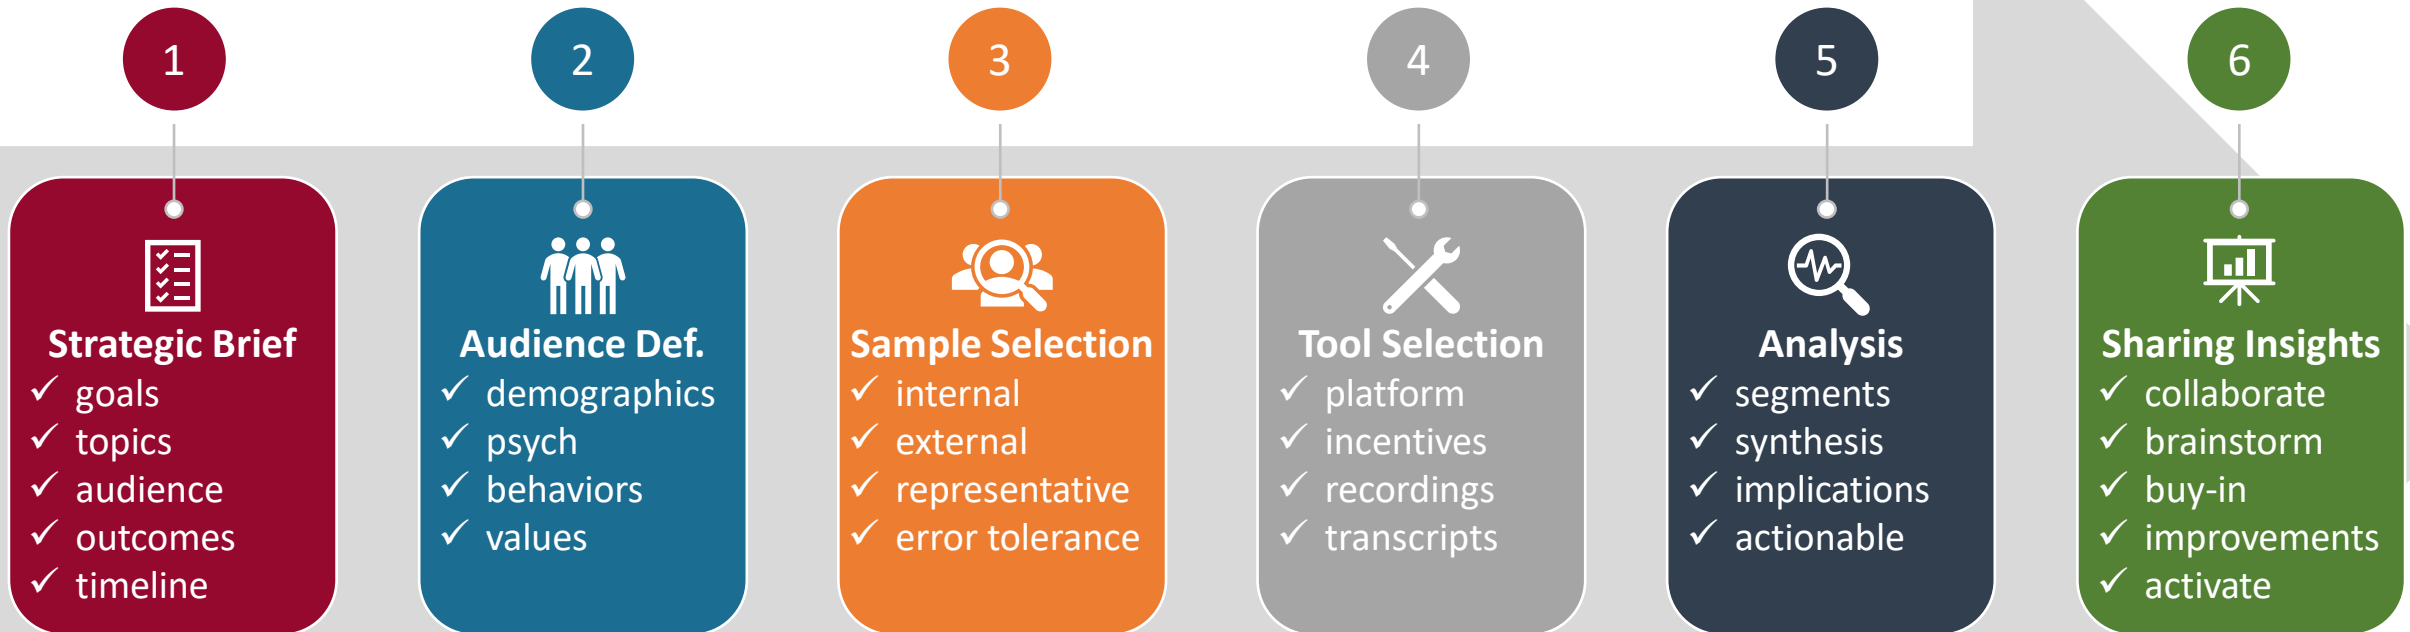 1
2
3
4
5
6
Strategic Brief
✓ goals
✓ topics
✓ audience
✓ outcomes
✓ timeline
Audience Def.
✓ demographics
✓ psych
✓ behaviors
✓ values
Sample Selection
✓ internal
✓ external
✓ representative
✓ error tolerance
Tool Selection
✓ platform
✓ incentives
✓ recordings
✓ transcripts
Analysis
✓ segments
✓ synthesis
✓ implications
✓ actionable
Sharing Insights
✓ collaborate
✓ brainstorm
✓ buy-in
✓ improvements
✓ activate